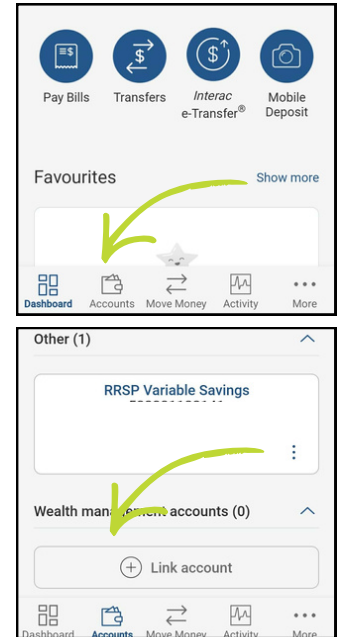 Pay Bills
Transfers
Interac
e-Transfer®
Mobile
Deposit
Favourites
Show more
Dashboard
Accounts
Move Money
Activity
More
Other (1)
RRSP Variable Savings
Wealth management accounts (0)
Link account
Dashboard
Accounts
Move Money
Activity
More